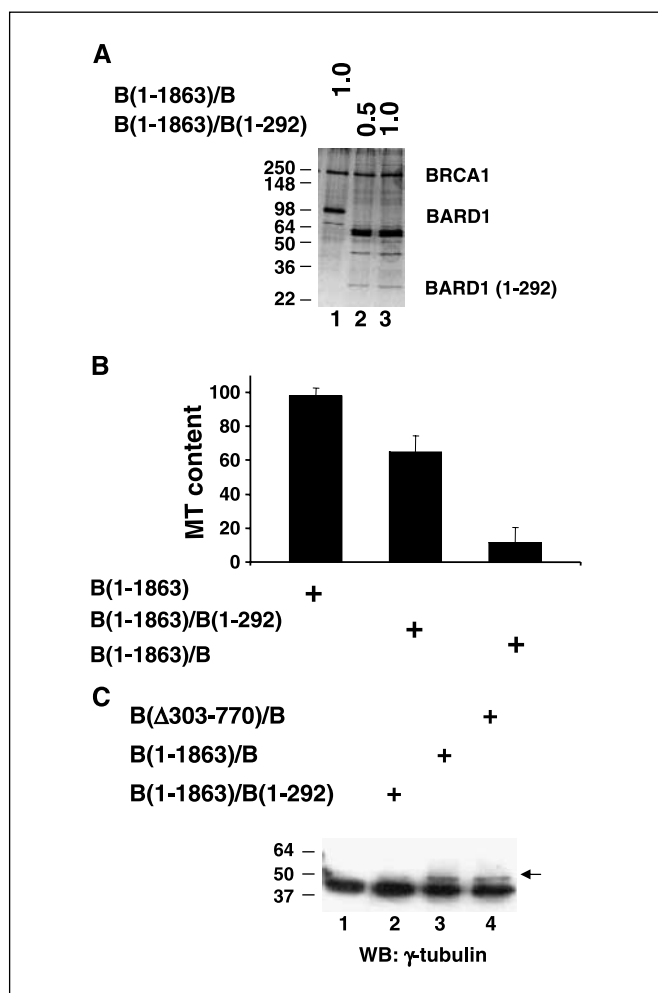 A
B(1-1863)/B 1.0
B(1-1863)/B(1-292) 0.5 1.0
250
148
98
64
50
36
22
BRCA1
BARD1
BARD1 (1-292)
1 2 3
B
MT content
100
80
60
40
20
0
B(1-1863) +
B(1-1863)/B(1-292) +
B(1-1863)/B +
C
B(Δ303-770)/B +
B(1-1863)/B +
B(1-1863)/B(1-292) +
64
50
37
1 2 3 4
WB: γ-tubulin